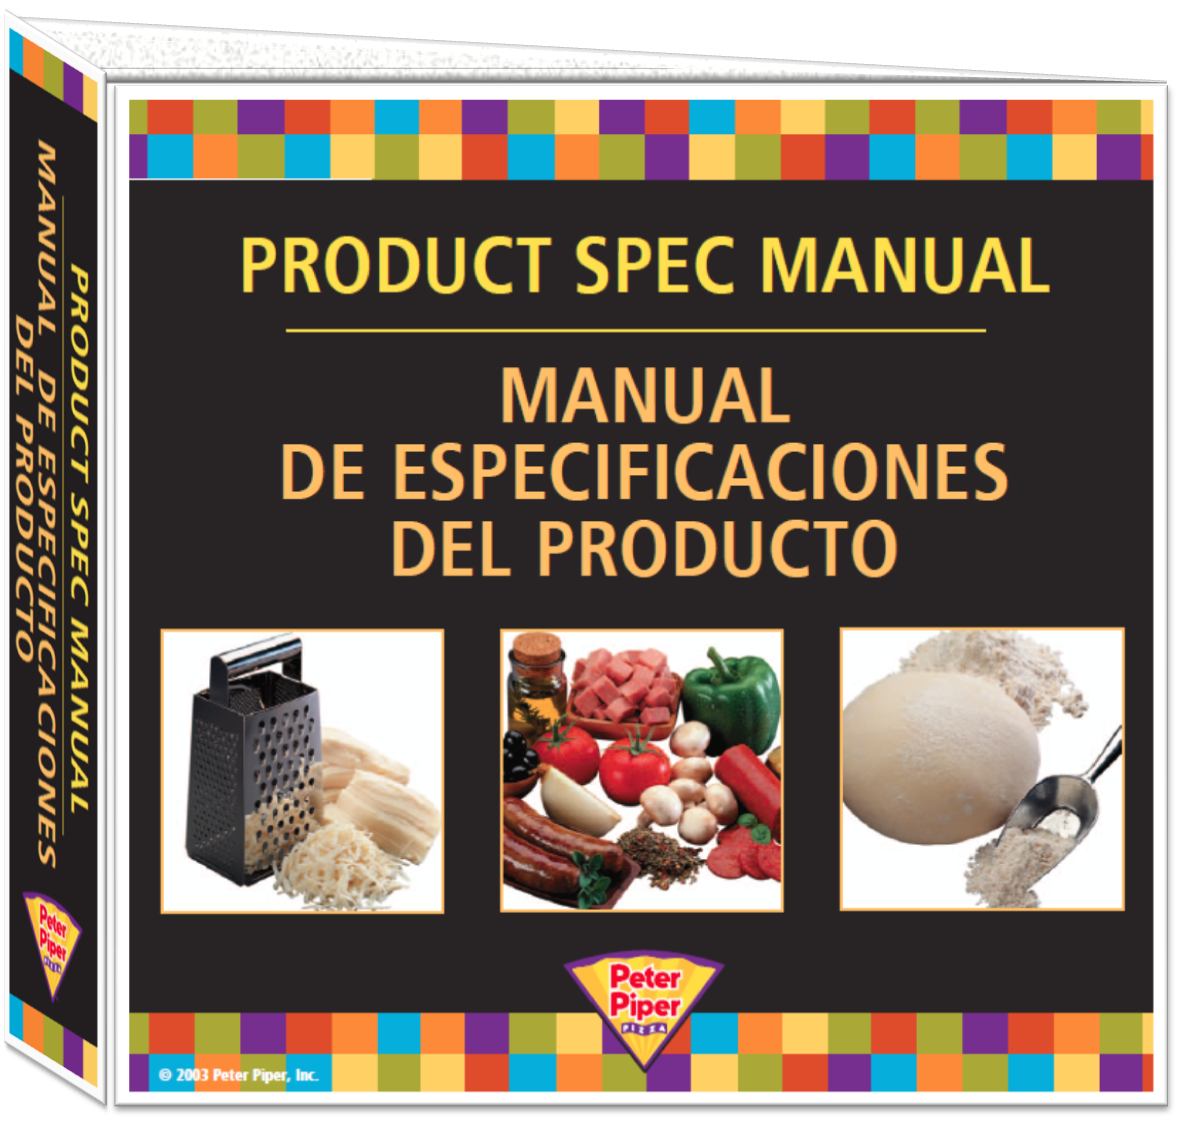 PRODUCT SPEC MANUAL
MANUAL DE ESPECIFICACIONES
DEL PRODUCTO
Peter
Piper
PIZZA
PRODUCT SPEC MANUAL
MANUAL
DE ESPECIFICACIONES
DEL PRODUCTO
Peter
Piper
PIZZA
© 2003 Peter Piper, Inc.